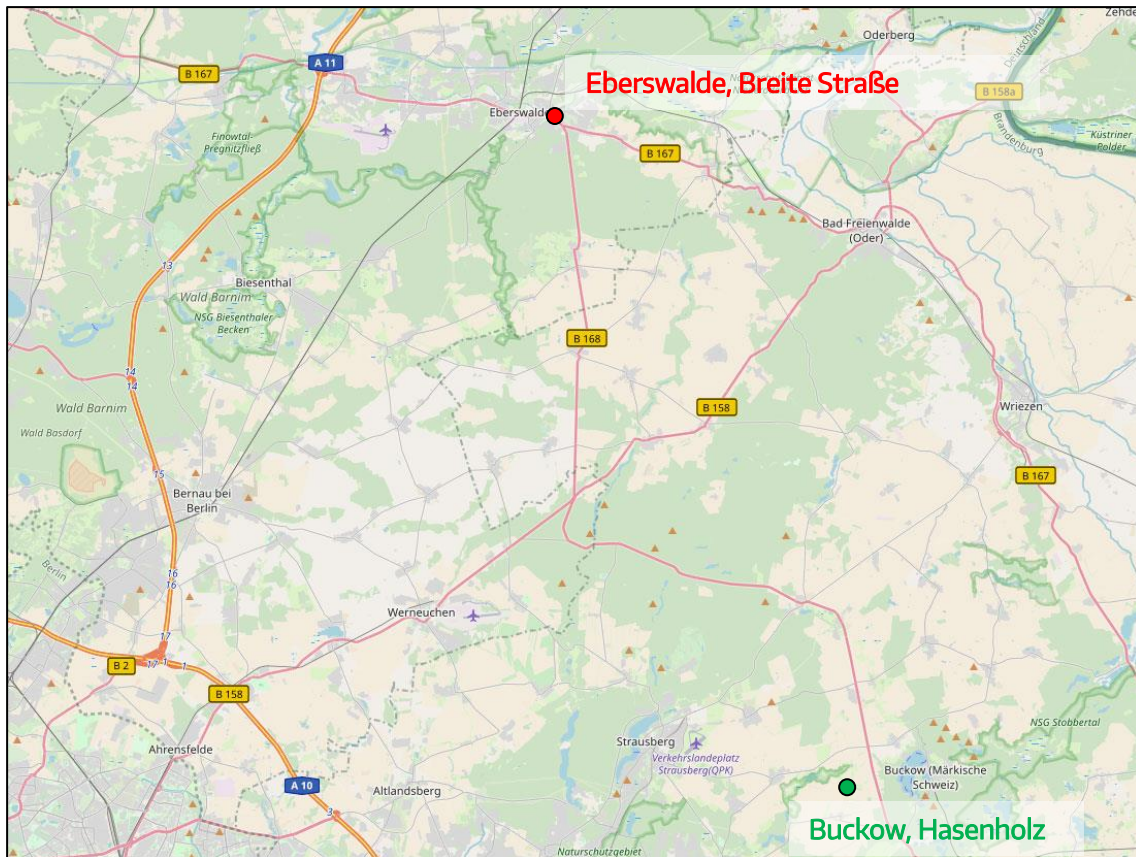 Zehde
Oderberg
Deutschland
A 11
B 167
Eberswalde, Breite Straße
B 158a
Eberswalde
Brandenburg
Küstriner
Polder
Finowtal-
Pregnitzfließ
B 167
Bad Freienwalde
(Oder)
13
Biesenthal
Wald Barnim
NSG Biesenthaler
Becken
B 168
14
14
Wald Barnim
B 158
Wriezen
Wald Basdorf
15
B 167
Bernau bei
Berlin
Berlin
16
16
Werneuchen
17
B 2
17
1
1
B 158
NSG Stobbertal
Strausberg
Ahrensfelde
Verkehrslandeplatz
Strausberg(QPK)
Buckow (Märkische
Schweiz)
A 10
Altlandsberg
3
Buckow, Hasenholz
Naturschutzgebiet